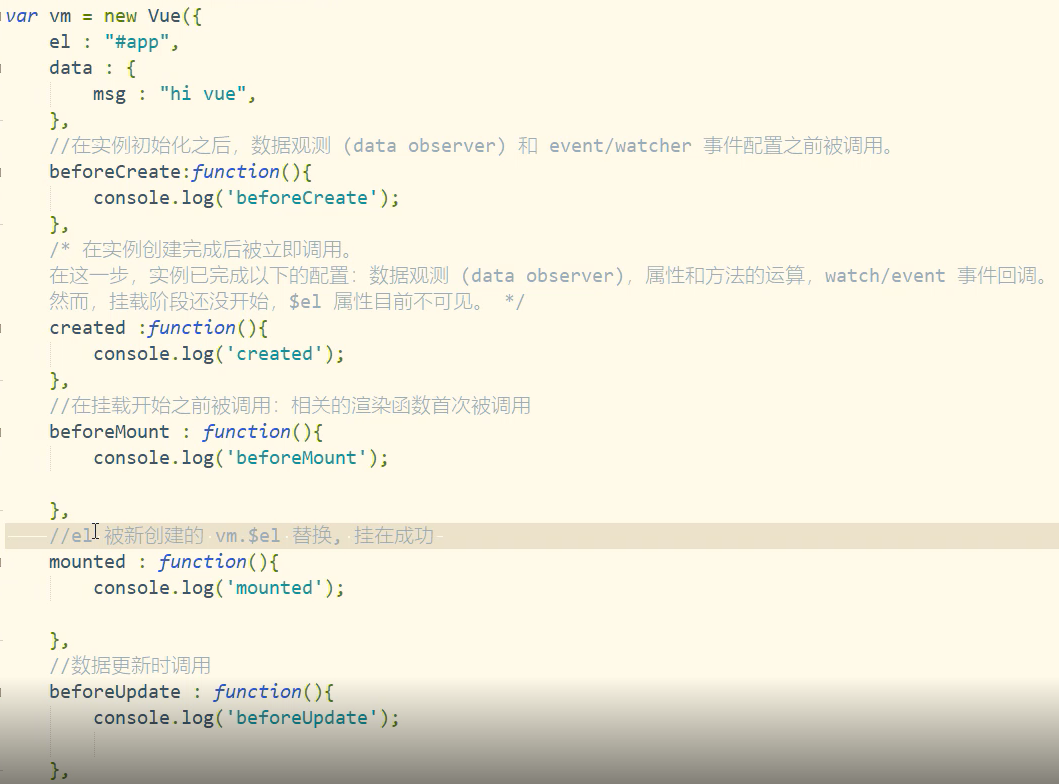 var vm = new Vue({
    el : "#app",
    data : {
        msg : "hi vue",
    },
    //在实例初始化之后，数据观测 (data observer) 和 event/watcher 事件配置之前被调用。
    beforeCreate:function(){
        console.log('beforeCreate');
    },
    /* 在实例创建完成后被立即调用。
    在这一步，实例已完成以下的配置：数据观测 (data observer)，属性和方法的运算，watch/event 事件回调。
    然而，挂载阶段还没开始，$el 属性目前不可见。 */
    created :function(){
        console.log('created');
    },
    //在挂载开始之前被调用：相关的渲染函数首次被调用
    beforeMount : function(){
        console.log('beforeMount');

    },
    //el 被新创建的 vm.$el 替换, 挂在成功
    mounted : function(){
        console.log('mounted');

    },
    //数据更新时调用
    beforeUpdate : function(){
        console.log('beforeUpdate');

    },